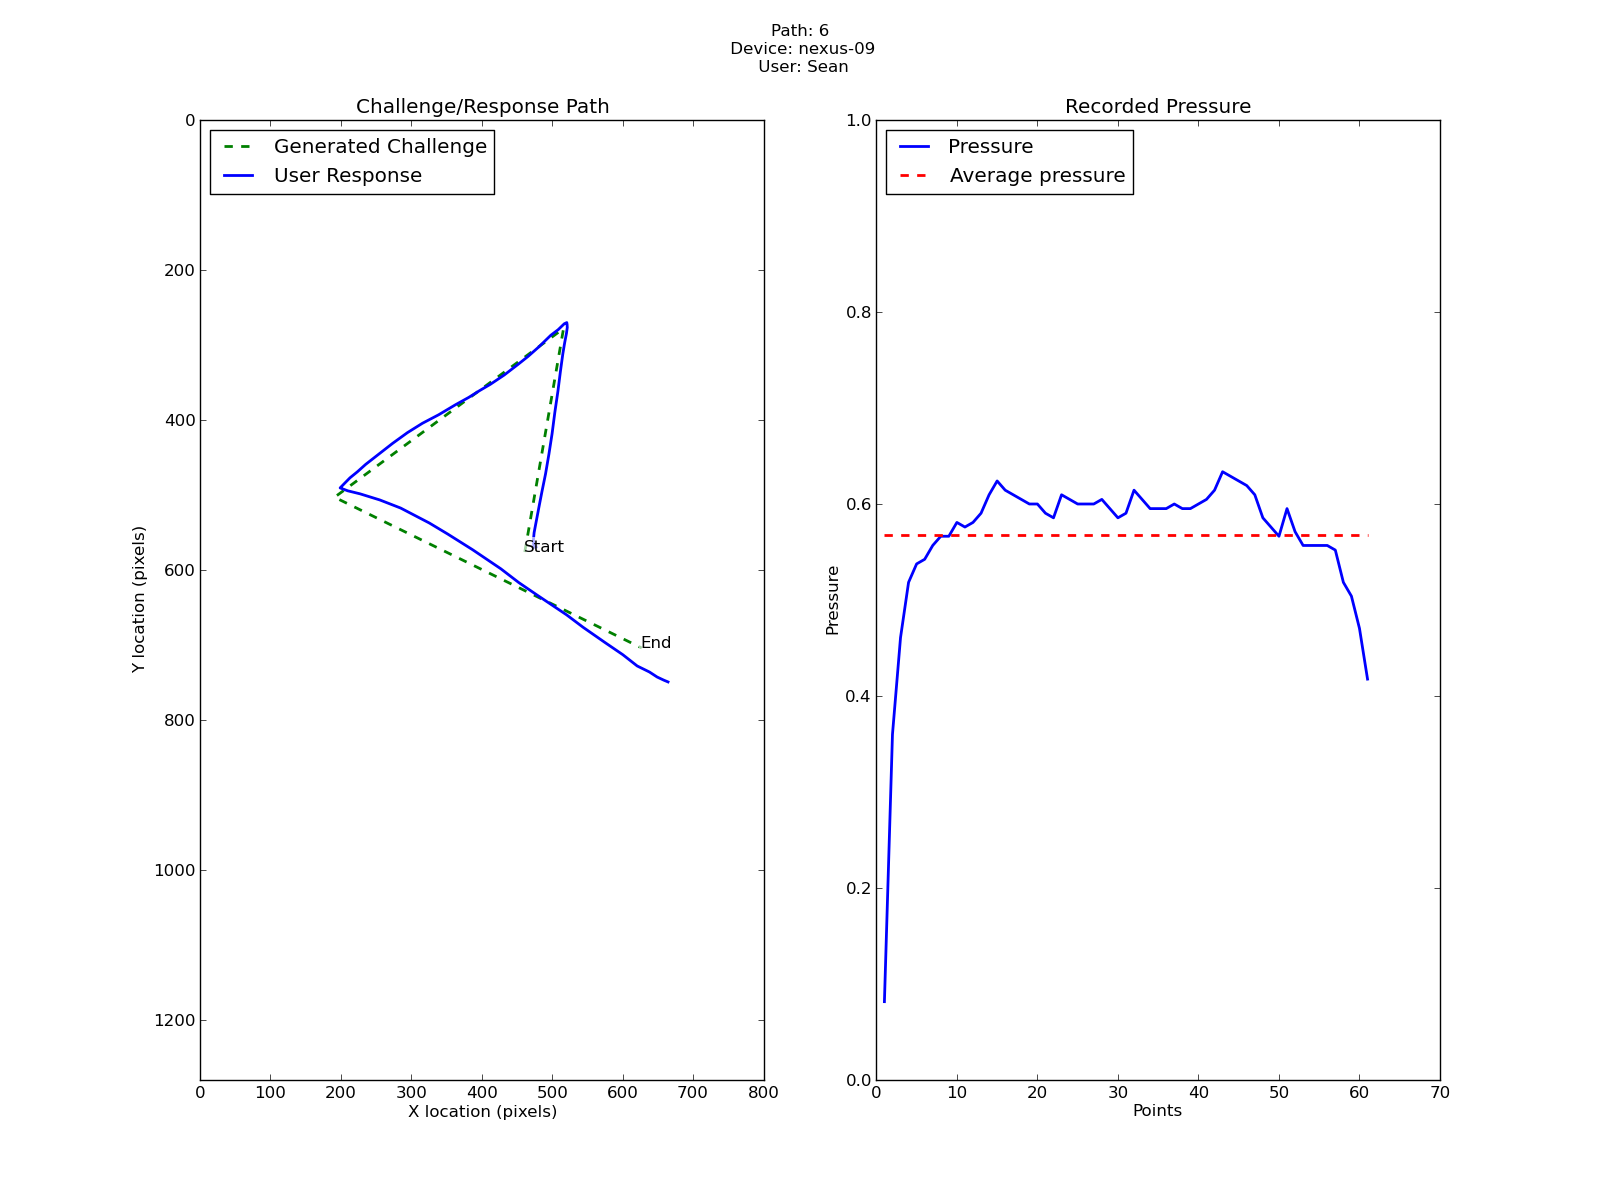 Path: 6
Device: nexus-09
User: Sean
Challenge/Response Path
Generated Challenge
User Response
0
200
400
600
800
1000
1200
Y location (pixels)
Start
End
0 100 200 300 400 500 600 700 800
X location (pixels)
Recorded Pressure
Pressure
Average pressure
1.0
0.8
0.6
0.4
0.2
0.0
Pressure
0 10 20 30 40 50 60 70
Points